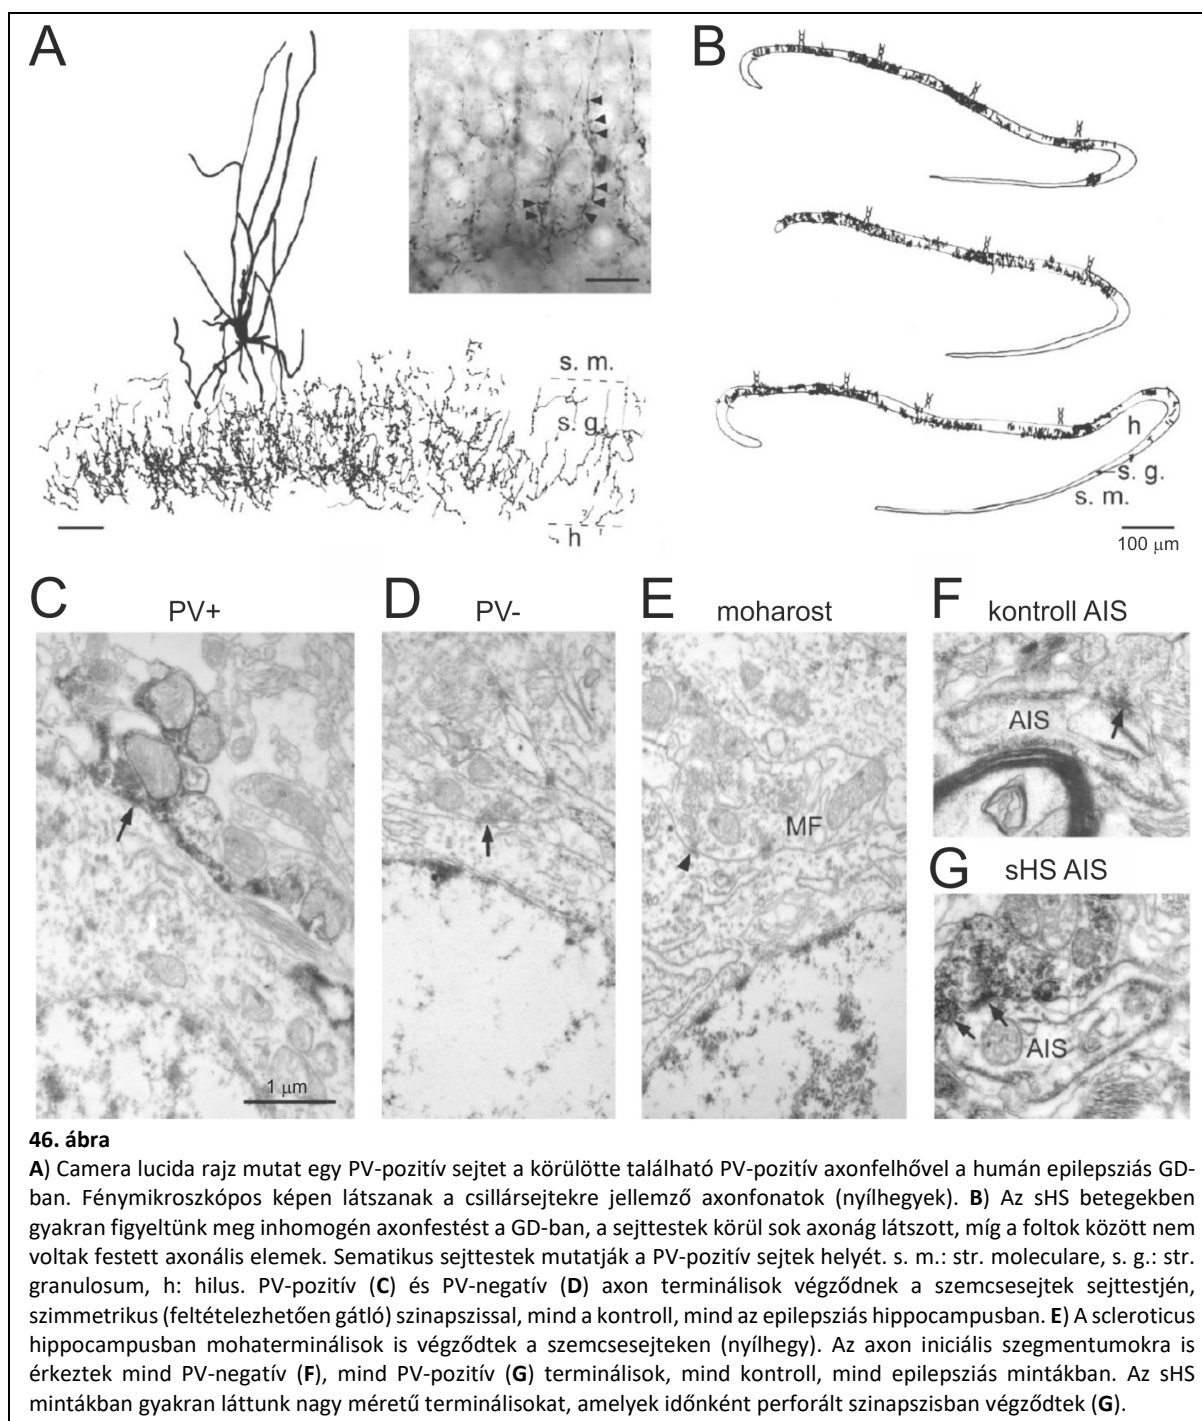 A
B
s. m.
s. g.
h
h
s. g.
s. m.
100 µm
C
PV+
D
PV-
E
moharost
F
kontroll AIS
AIS
MF
G
sHS AIS
AIS
1 µm
46. ábra
A) Camera lucida rajz mutat egy PV-pozitív sejtet a körülötte található PV-pozitív axonfelhővel a humán epilepsziás GD-
ban. Fénymikroszkópos képen látszanak a csillársejtekre jellemző axonfonatok (nyílhegyek). B) Az sHS betegekben
gyakran figyeltünk meg inhomogén axonfestést a GD-ban, a sejttestek körül sok axonág látszott, míg a foltok között nem
voltak festett axonális elemek. Sematikus sejttestek mutatják a PV-pozitív sejtek helyét. s. m.: str. moleculare, s. g.: str.
granulosum, h: hilus. PV-pozitív (C) és PV-negatív (D) axon terminálisok végződnek a szemcsesejtek sejttestjén,
szimmetrikus (feltételezhetően gátló) szinapszissal, mind a kontroll, mind az epilepsziás hippocampusban. E) A scleroticus
hippocampusban mohaterminálisok is végződtek a szemcsesejteken (nyílhegy). Az axon iniciális szegmentumokra is
érkeztek mind PV-negatív (F), mind PV-pozitív (G) terminálisok, mind kontroll, mind epilepsziás mintákban. Az sHS
mintákban gyakran láttunk nagy méretű terminálisokat, amelyek időnként perforált szinapszisban végződtek (G).